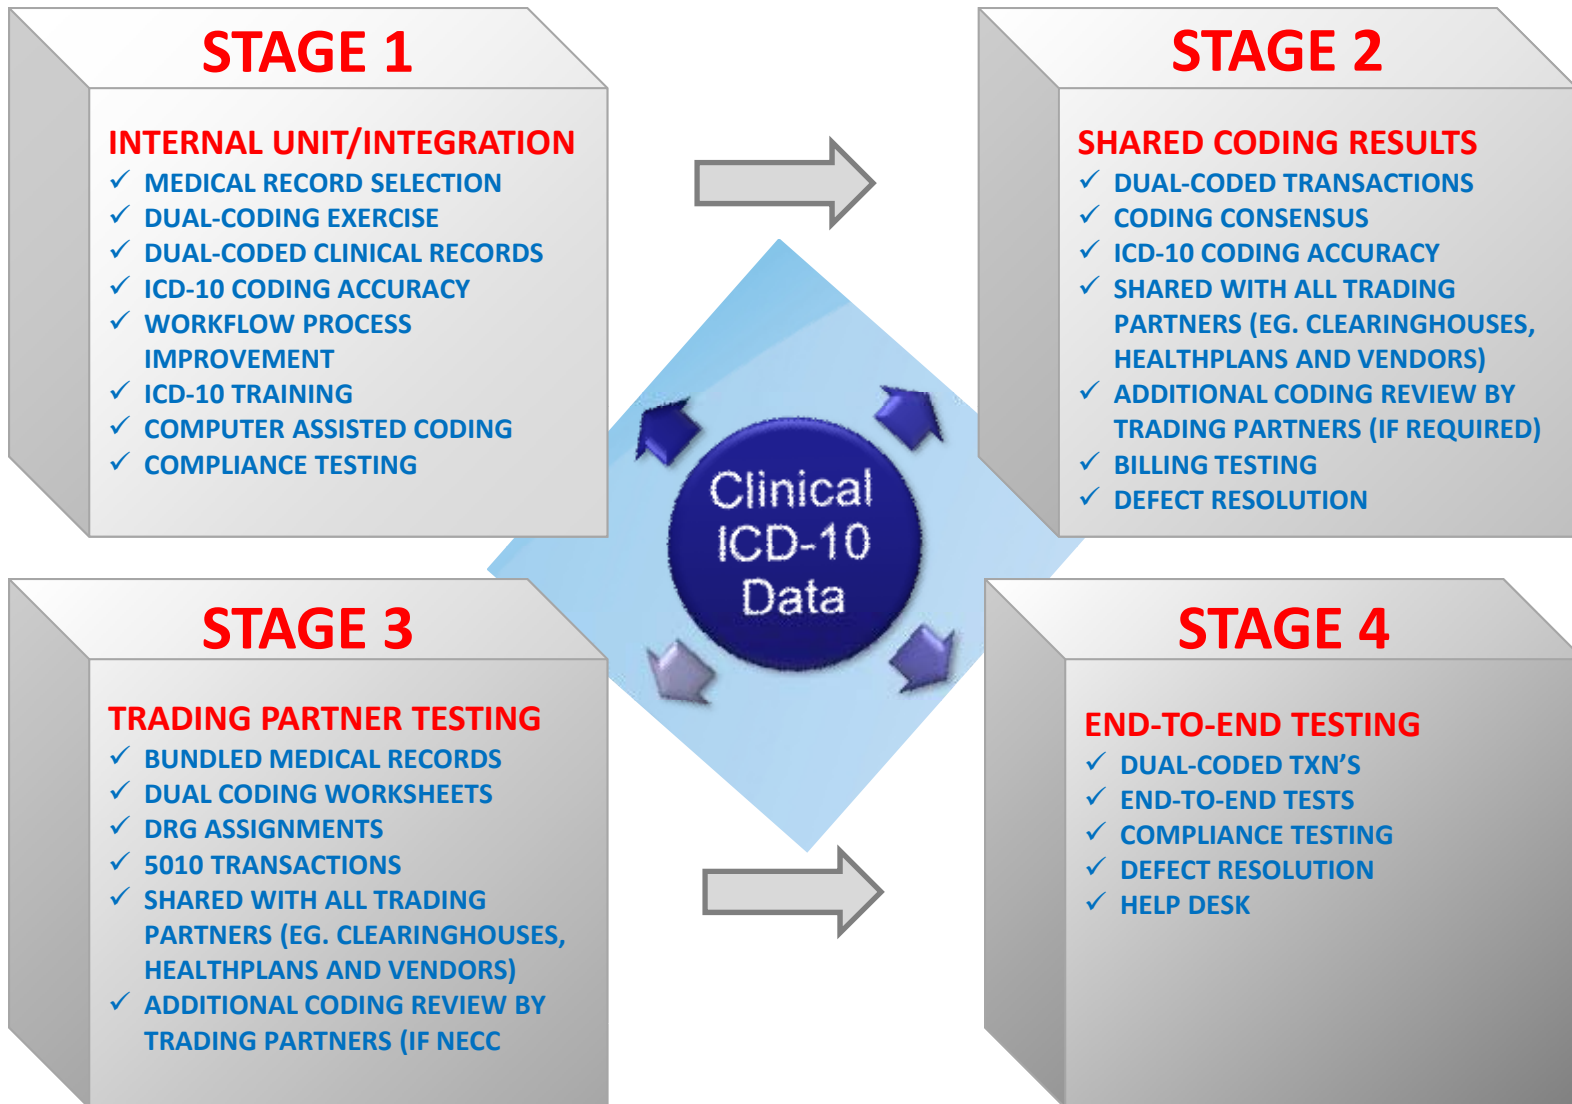 STAGE 1
INTERNAL UNIT/INTEGRATION
✓ MEDICAL RECORD SELECTION
✓ DUAL-CODING EXERCISE
✓ DUAL-CODED CLINICAL RECORDS
✓ ICD-10 CODING ACCURACY
✓ WORKFLOW PROCESS
IMPROVEMENT
✓ ICD-10 TRAINING
✓ COMPUTER ASSISTED CODING
✓ COMPLIANCE TESTING
STAGE 2
SHARED CODING RESULTS
✓ DUAL-CODED TRANSACTIONS
✓ CODING CONSENSUS
✓ ICD-10 CODING ACCURACY
✓ SHARED WITH ALL TRADING
PARTNERS (EG. CLEARINGHOUSES,
HEALTHPLANS AND VENDORS)
✓ ADDITIONAL CODING REVIEW BY
TRADING PARTNERS (IF REQUIRED)
✓ BILLING TESTING
✓ DEFECT RESOLUTION
Clinical
ICD-10
Data
STAGE 3
TRADING PARTNER TESTING
✓ BUNDLED MEDICAL RECORDS
✓ DUAL CODING WORKSHEETS
✓ DRG ASSIGNMENTS
✓ 5010 TRANSACTIONS
✓ SHARED WITH ALL TRADING
PARTNERS (EG. CLEARINGHOUSES,
HEALTHPLANS AND VENDORS)
✓ ADDITIONAL CODING REVIEW BY
TRADING PARTNERS (IF NECC
STAGE 4
END-TO-END TESTING
✓ DUAL-CODED TXN’S
✓ END-TO-END TESTS
✓ COMPLIANCE TESTING
✓ DEFECT RESOLUTION
✓ HELP DESK